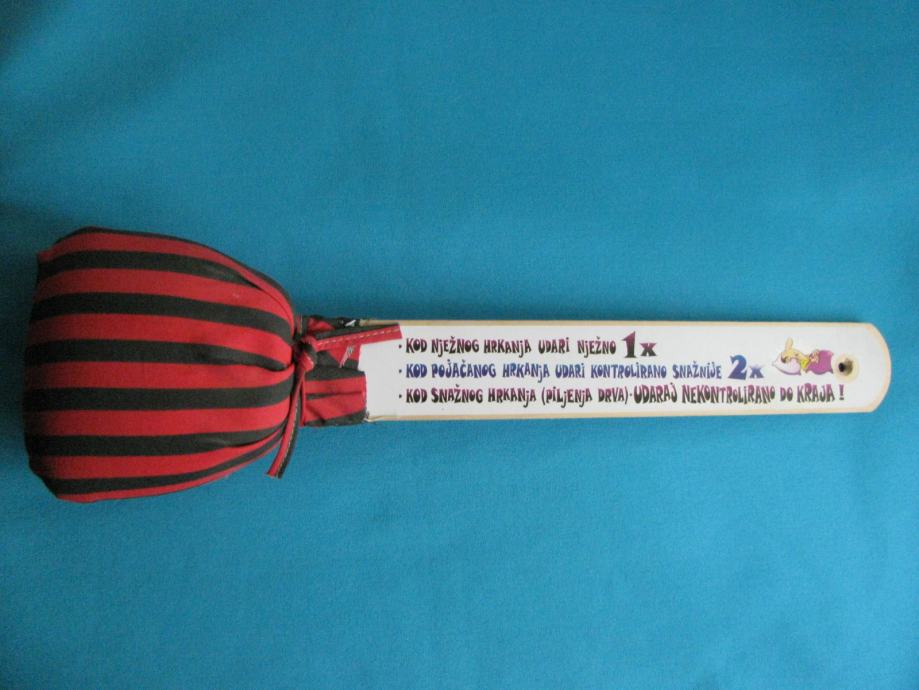 • KOD NJEŽNOG HRKANJA UDARI NJEŽNO 1x
• KOD POJAČANOG HRKANJA UDARI KONTROLIRANO SNAŽNIJE 2x
• KOD SNAŽNOG HRKANJA (PILJENJA DRVA)-UDARAJ NEKONTROLIRANO DO KRAJA !